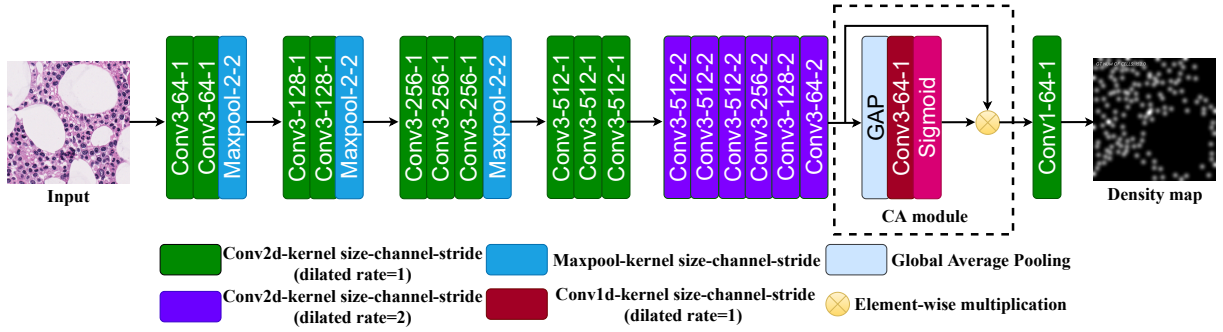 Input
Conv3-64-1
Conv3-64-1
Maxpool-2-2
Conv3-128-1
Conv3-128-1
Maxpool-2-2
Conv3-256-1
Conv3-256-1
Conv3-256-1
Maxpool-2-2
Conv3-512-1
Conv3-512-1
Conv3-512-1
Conv3-512-2
Conv3-512-2
Conv3-512-2
Conv3-256-2
Conv3-128-2
Conv3-64-2
GAP
Conv3-64-1
Sigmoid
CA module
Conv1-64-1
Density map
Conv2d-kernel size-channel-stride
(dilated rate=1)
Maxpool-kernel size-channel-stride
Global Average Pooling
Conv2d-kernel size-channel-stride
(dilated rate=2)
Conv1d-kernel size-channel-stride
(dilated rate=1)
Element-wise multiplication